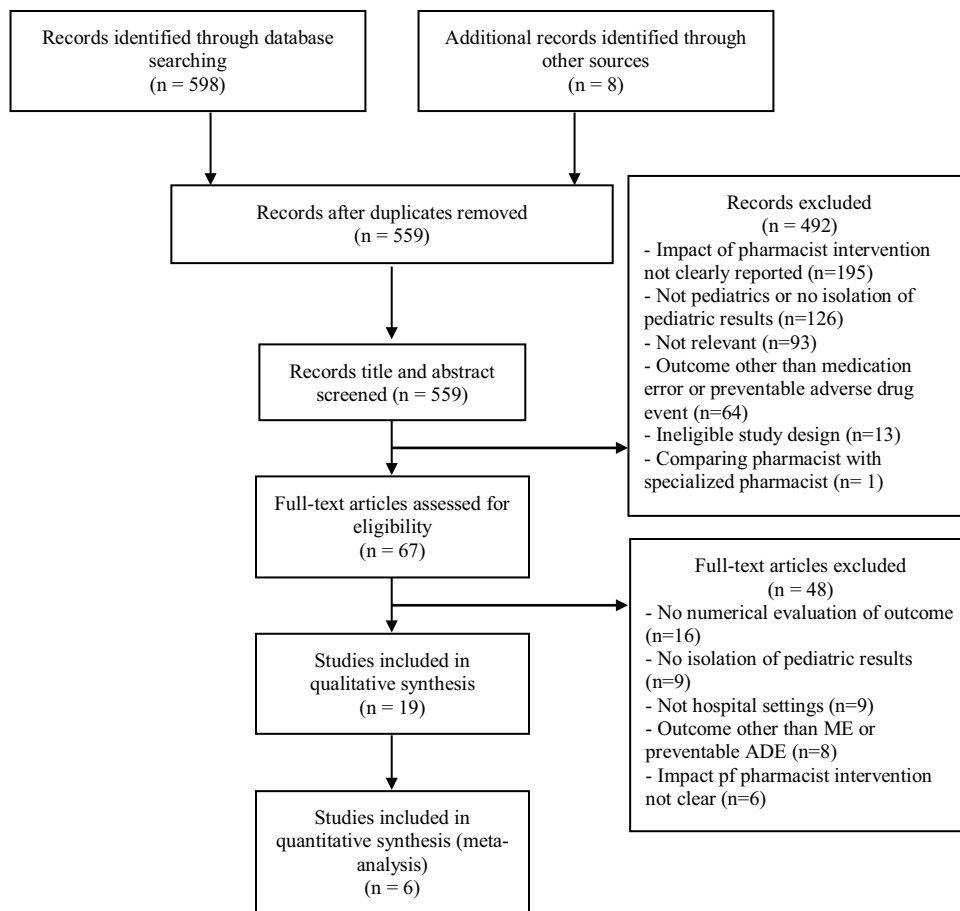 Records identified through database
searching
(n = 598)
Additional records identified through
other sources
(n = 8)
Records after duplicates removed
(n = 559)
Records excluded
(n = 492)
- Impact of pharmacist intervention
not clearly reported (n=195)
- Not pediatrics or no isolation of
pediatric results (n=126)
- Not relevant (n=93)
- Outcome other than medication
error or preventable adverse drug
event (n=64)
- Ineligible study design (n=13)
- Comparing pharmacist with
specialized pharmacist (n= 1)
Records title and abstract
screened (n = 559)
Full-text articles assessed for
eligibility
(n = 67)
Full-text articles excluded
(n = 48)
- No numerical evaluation of outcome
(n=16)
- No isolation of pediatric results
(n=9)
- Not hospital settings (n=9)
- Outcome other than ME or
preventable ADE (n=8)
- Impact pf pharmacist intervention
not clear (n=6)
Studies included in
qualitative synthesis
(n = 19)
Studies included in
quantitative synthesis (meta-
analysis)
(n = 6)